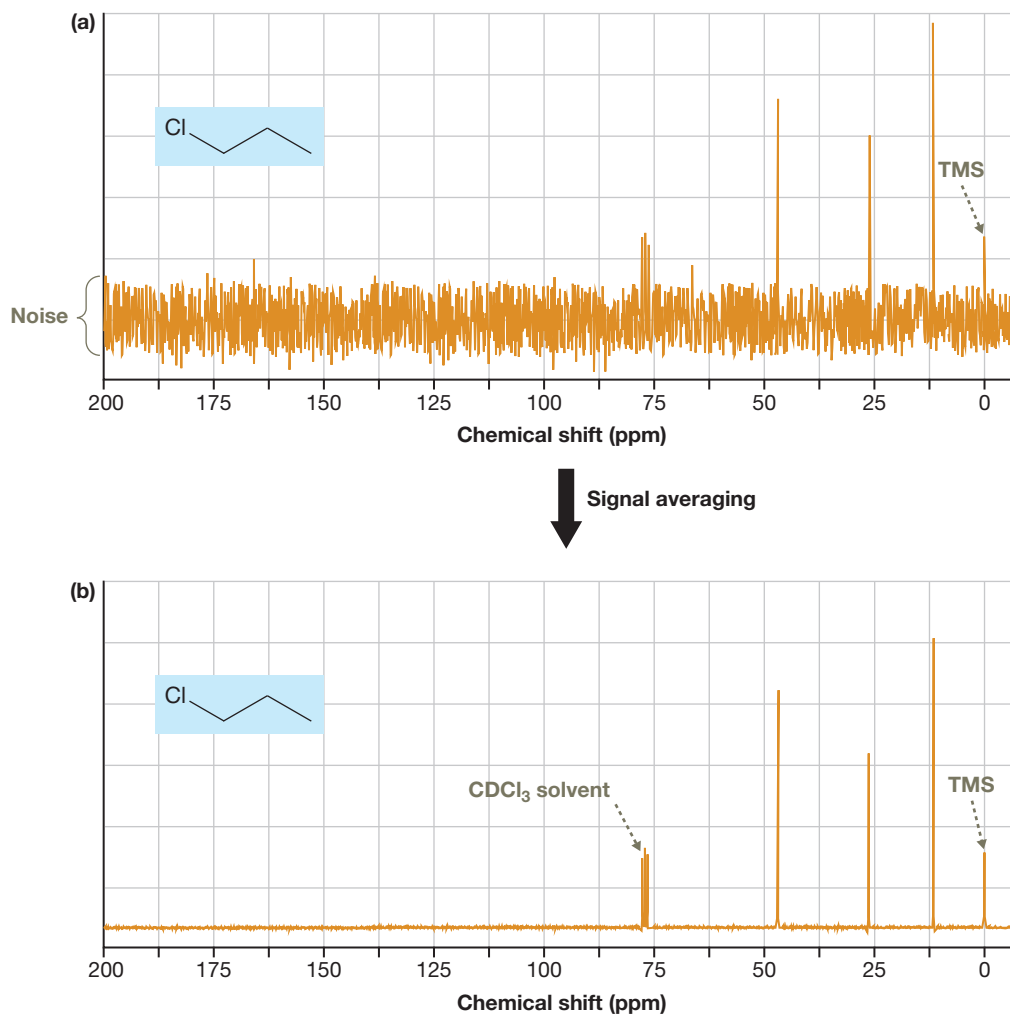 (a)
Cl
TMS
Noise
200 175 150 125 100 75 50 25 0
Chemical shift (ppm)
Signal averaging
(b)
Cl
CDCl₃ solvent
TMS
200 175 150 125 100 75 50 25 0
Chemical shift (ppm)